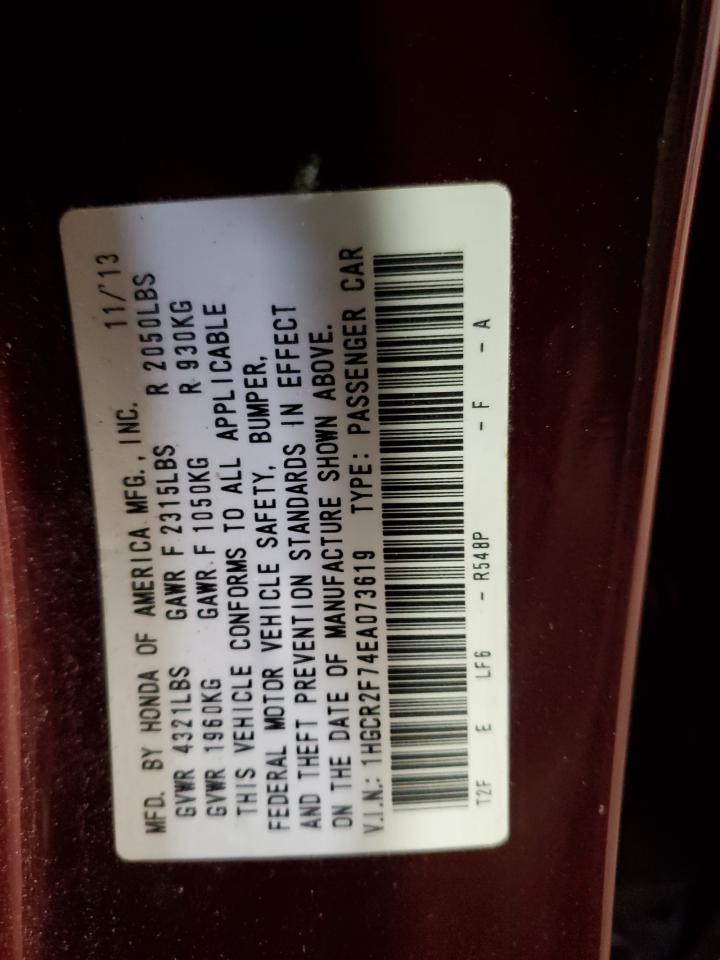 MFD. BY HONDA OF AMERICA MFG., INC. 11/'13
GVWR 4321LBS GAWR F 2315LBS R 2050LBS
GVWR 1960KG GAWR F 1050KG R 930KG
THIS VEHICLE CONFORMS TO ALL APPLICABLE
FEDERAL MOTOR VEHICLE SAFETY, BUMPER,
AND THEFT PREVENTION STANDARDS IN EFFECT
ON THE DATE OF MANUFACTURE SHOWN ABOVE.
V.I.N.: 1HGCR2F74EA073619 TYPE: PASSENGER CAR
T2F E LF6 - R548P - F - A